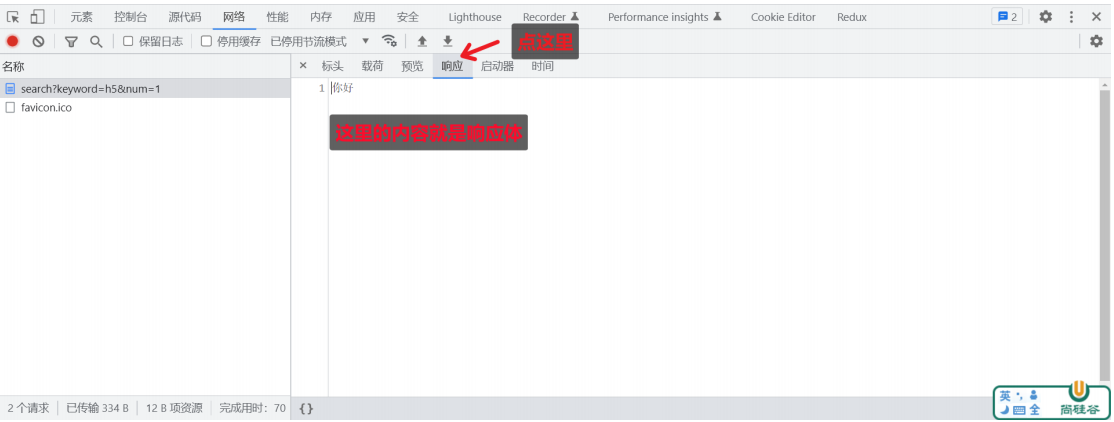 元素 控制台 源代码 网络 性能 内存 应用 安全 Lighthouse Recorder Performance insights Cookie Editor Redux 2
保留日志 停用缓存 已停用节流模式
点这里
名称
× 标头 载荷 预览 响应 启动器 时间
search?keyword=h5&num=1
1 你好
favicon.ico
这里的内容就是响应体
2 个请求 已传输 334 B 12 B 项资源 完成用时: 70 {}
英 全
尚硅谷